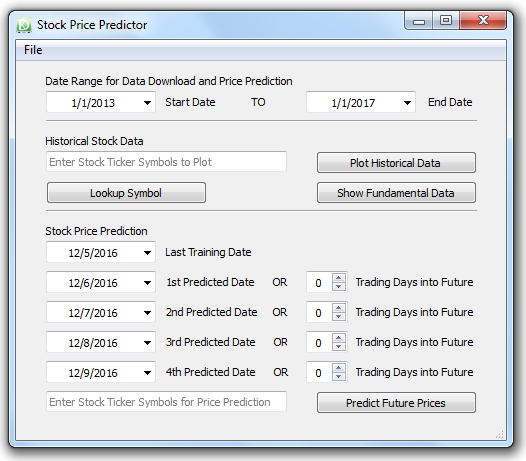 Stock Price Predictor
File
Date Range for Data Download and Price Prediction
1/1/2013 Start Date TO 1/1/2017 End Date
Historical Stock Data
Enter Stock Ticker Symbols to Plot Plot Historical Data
Lookup Symbol Show Fundamental Data
Stock Price Prediction
12/5/2016 Last Training Date
12/6/2016 1st Predicted Date OR 0 Trading Days into Future
12/7/2016 2nd Predicted Date OR 0 Trading Days into Future
12/8/2016 3rd Predicted Date OR 0 Trading Days into Future
12/9/2016 4th Predicted Date OR 0 Trading Days into Future
Enter Stock Ticker Symbols for Price Prediction Predict Future Prices